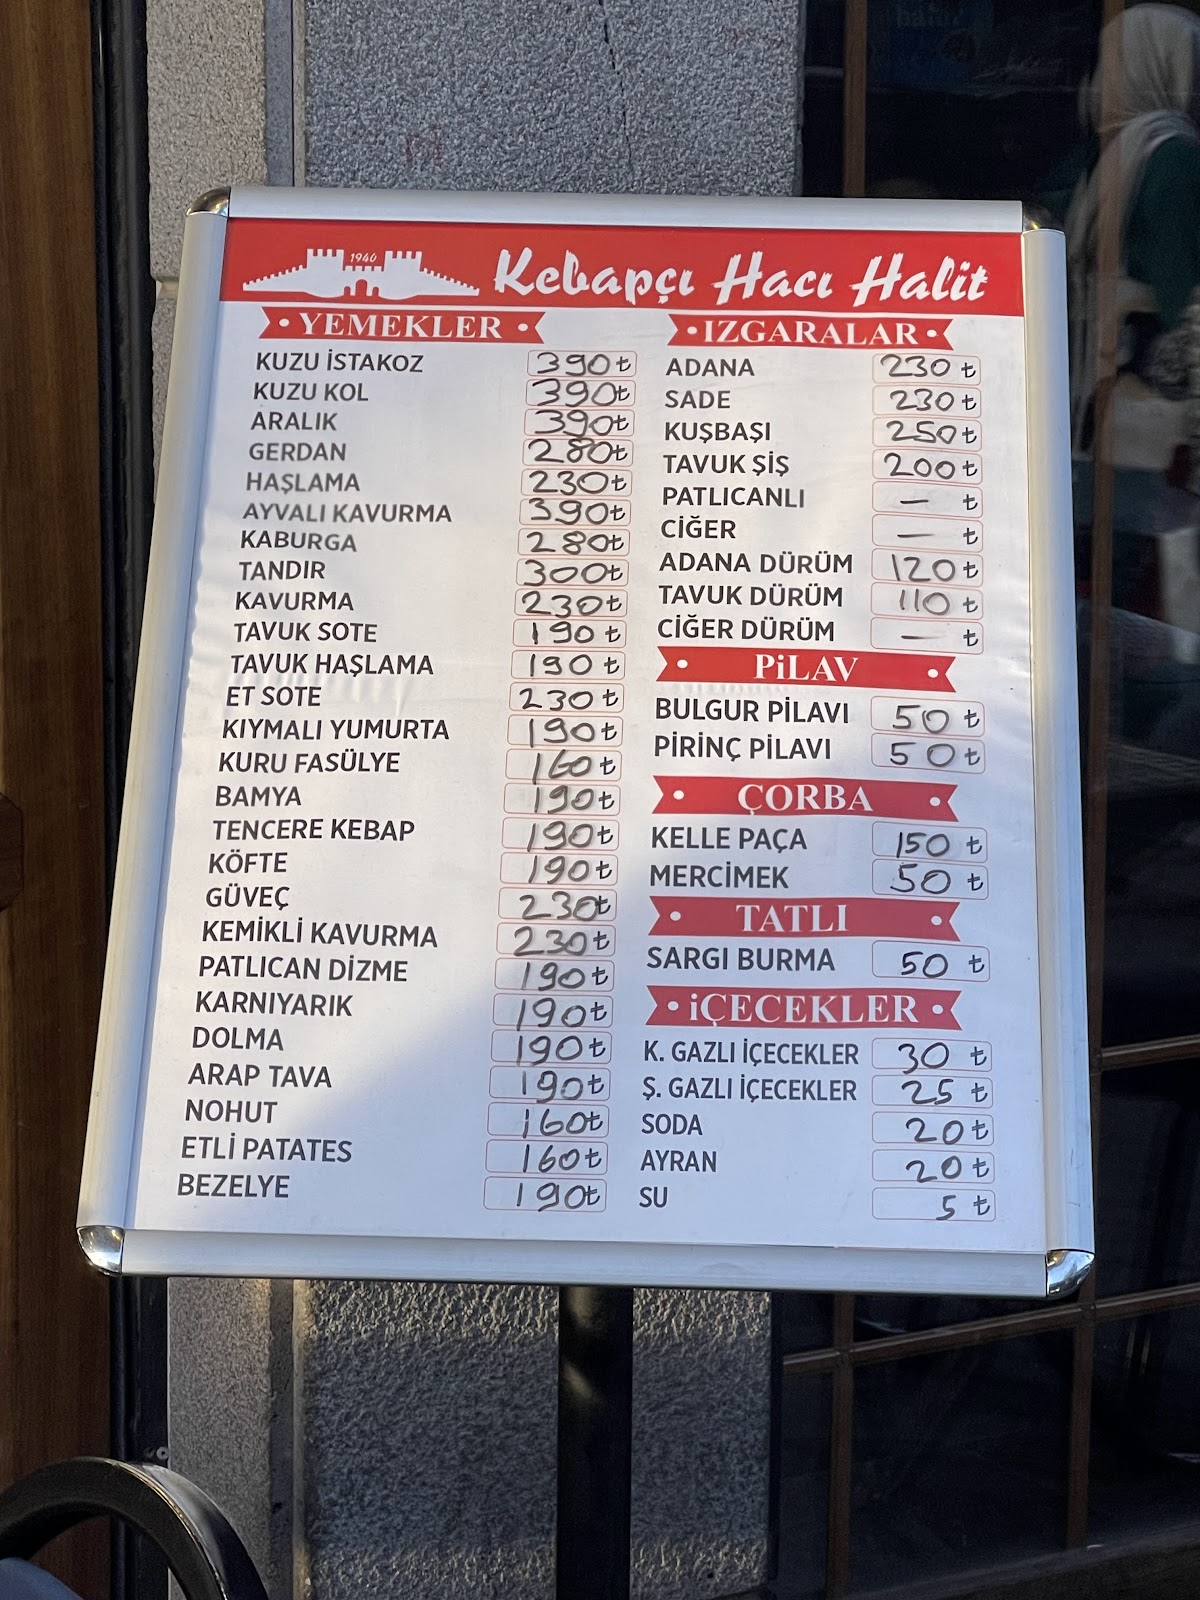 1940
Kebapçı Hacı Halit
• YEMEKLER •
KUZU İSTAKOZ 390 ₺
KUZU KOL 390 ₺
ARALIK 390 ₺
GERDAN 280 ₺
HAŞLAMA 230 ₺
AYVALI KAVURMA 390 ₺
KABURGA 280 ₺
TANDIR 300 ₺
KAVURMA 230 ₺
TAVUK SOTE 190 ₺
TAVUK HAŞLAMA 190 ₺
ET SOTE 230 ₺
KIYMALI YUMURTA 190 ₺
KURU FASÜLYE 160 ₺
BAMYA 190 ₺
TENCERE KEBAP 190 ₺
KÖFTE 190 ₺
GÜVEÇ 230 ₺
KEMİKLİ KAVURMA 230 ₺
PATLICAN DİZME 190 ₺
KARNIYARIK 190 ₺
DOLMA 190 ₺
ARAP TAVA 190 ₺
NOHUT 160 ₺
ETLİ PATATES 160 ₺
BEZELYE 190 ₺
• IZGARALAR •
ADANA 230 ₺
SADE 230 ₺
KUŞBAŞI 250 ₺
TAVUK ŞİŞ 200 ₺
PATLICANLI — ₺
CİĞER — ₺
ADANA DÜRÜM 120 ₺
TAVUK DÜRÜM 110 ₺
CİĞER DÜRÜM — ₺
• PiLAV •
BULGUR PİLAVI 50 ₺
PİRİNÇ PİLAVI 50 ₺
• ÇORBA •
KELLE PAÇA 150 ₺
MERCİMEK 50 ₺
• TATLI •
SARGI BURMA 50 ₺
• iÇECEKLER •
K. GAZLI İÇECEKLER 30 ₺
Ş. GAZLI İÇECEKLER 25 ₺
SODA 20 ₺
AYRAN 20 ₺
SU 5 ₺